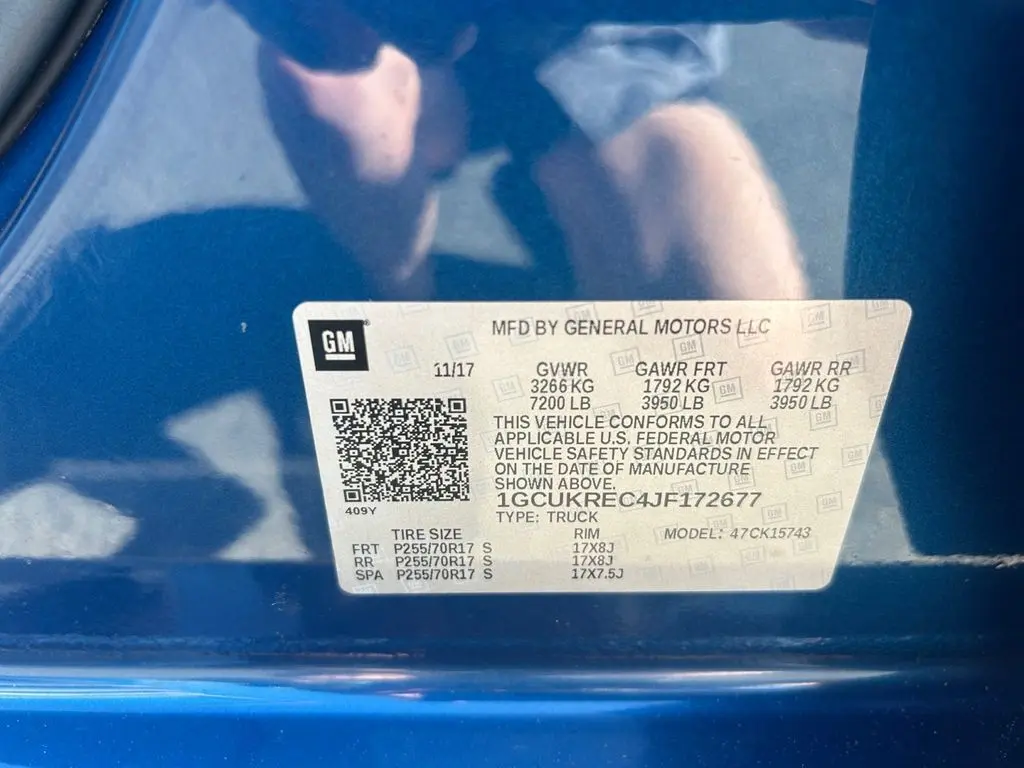 GM
MFD BY GENERAL MOTORS LLC
11/17 GVWR GAWR FRT GAWR RR
3266 KG 1792 KG 1792 KG
7200 LB 3950 LB 3950 LB
THIS VEHICLE CONFORMS TO ALL
APPLICABLE U.S. FEDERAL MOTOR
VEHICLE SAFETY STANDARDS IN EFFECT
ON THE DATE OF MANUFACTURE
SHOWN ABOVE.
1GCUKREC4JF172677
409Y
TYPE: TRUCK
TIRE SIZE RIM MODEL: 47CK15743
FRT P255/70R17 S 17X8J
RR P255/70R17 S 17X8J
SPA P255/70R17 S 17X7.5J